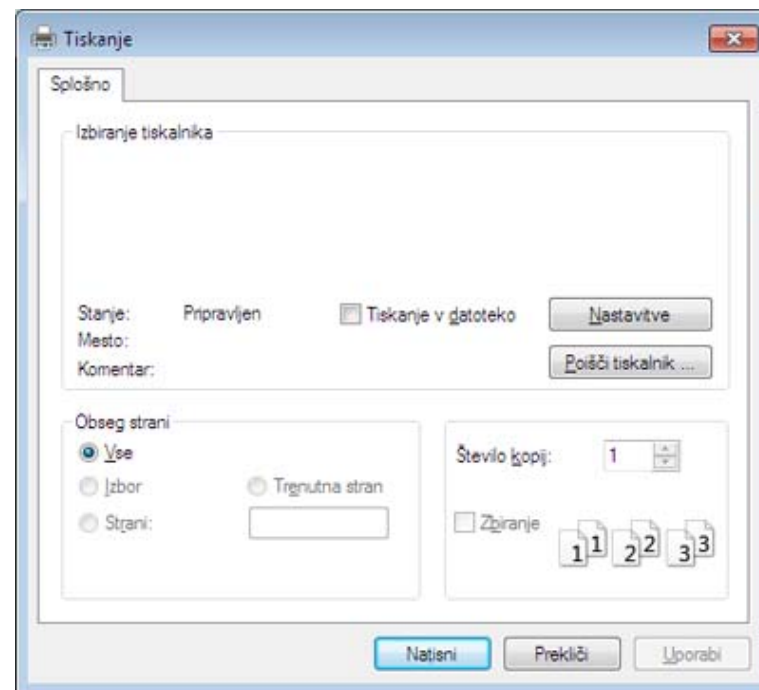 Tiskanje
Splošno
Izbiranje tiskalnika
Stanje: Pripravljen
Tiskanje v datoteko
Nastavitve
Mesto:
Komentar:
Poišči tiskalnik ...
Obseg strani
Vse
Izbor
Trenutna stran
Strani:
Število kopij: 1
Zbiranje
1 1 2 2 3 3
Natisni
Prekliči
Uporabi